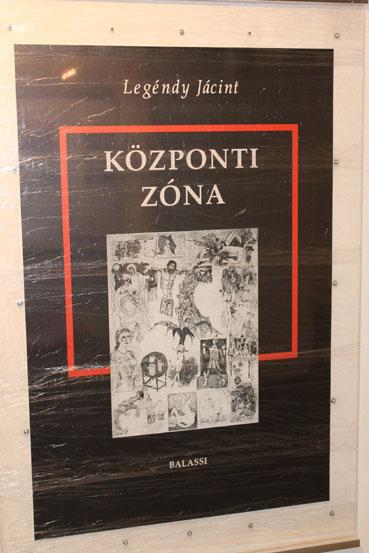 Legéndy Jácint
KÖZPONTI
ZÓNA
BALASSI